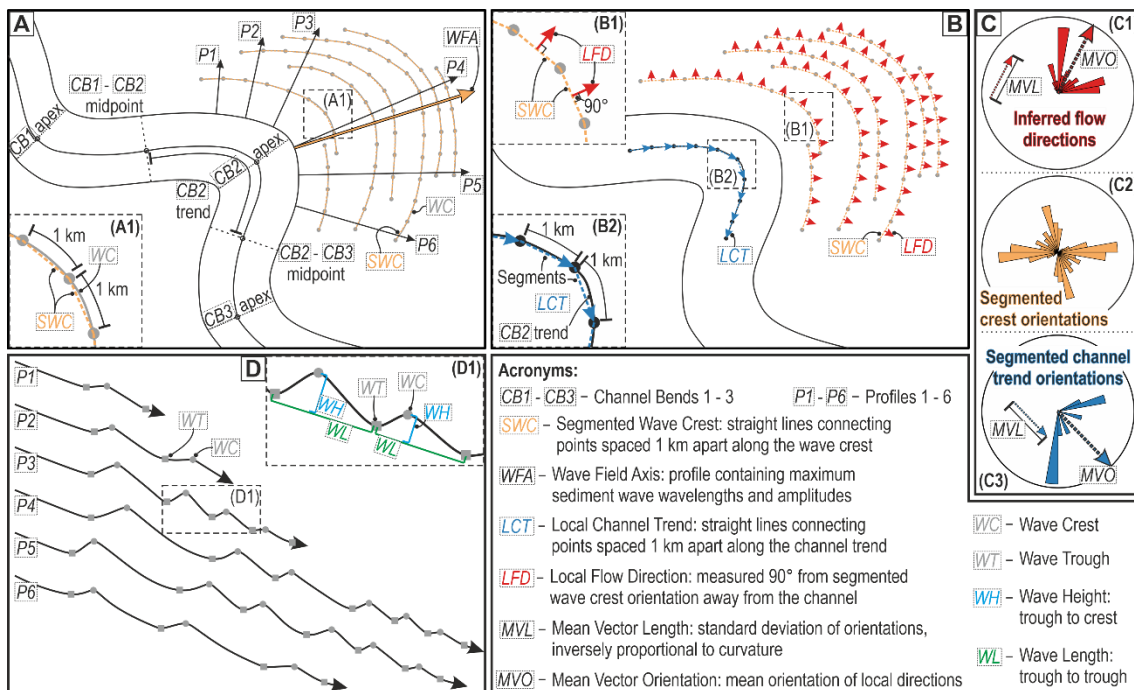 A
P1
P2
P3
WFA
P4
CB1 - CB2
midpoint
(A1)
CB1 apex
CB2 apex
CB2
trend
P5
WC
P6
SWC
CB2 - CB3
midpoint
CB3 apex
(A1)
1 km
WC
1 km
SWC
B
(B1)
LFD
SWC
90°
(B1)
(B2)
LCT
SWC
LFD
(B2)
1 km
1 km
Segments
LCT
CB2 trend
C
(C1)
MVL
MVO
Inferred flow
directions
(C2)
Segmented
crest orientations
Segmented channel
trend orientations
MVL
MVO
(C3)
D
P1
P2
P3
P4
P5
P6
WT
WC
(D1)
(D1)
WT
WC
WH
WH
WL
WL
Acronyms:
CB1 - CB3 – Channel Bends 1 - 3
P1 - P6 – Profiles 1 - 6
SWC – Segmented Wave Crest: straight lines connecting
points spaced 1 km apart along the wave crest
WFA – Wave Field Axis: profile containing maximum
sediment wave wavelengths and amplitudes
LCT – Local Channel Trend: straight lines connecting
points spaced 1 km apart along the channel trend
LFD – Local Flow Direction: measured 90° from segmented
wave crest orientation away from the channel
MVL – Mean Vector Length: standard deviation of orientations,
inversely proportional to curvature
MVO – Mean Vector Orientation: mean orientation of local directions
WC – Wave Crest
WT – Wave Trough
WH – Wave Height:
trough to crest
WL – Wave Length:
trough to trough